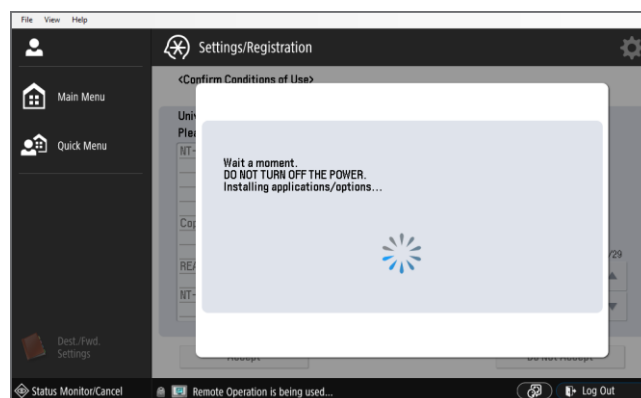 File View Help
Settings/Registration
<Confirm Conditions of Use>
Main Menu
Quick Menu
Wait a moment.
DO NOT TURN OFF THE POWER.
Installing applications/options...
/29
Dest./Fwd.
Settings
Status Monitor/Cancel
Remote Operation is being used...
Log Out